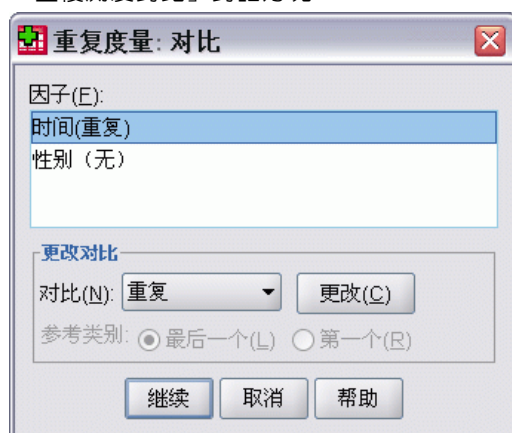 重复度量: 对比
因子(F):
时间(重复)
性别（无）
更改对比
对比(N): 重复 更改(C)
参考类别: 最后一个(L) 第一个(R)
继续 取消 帮助